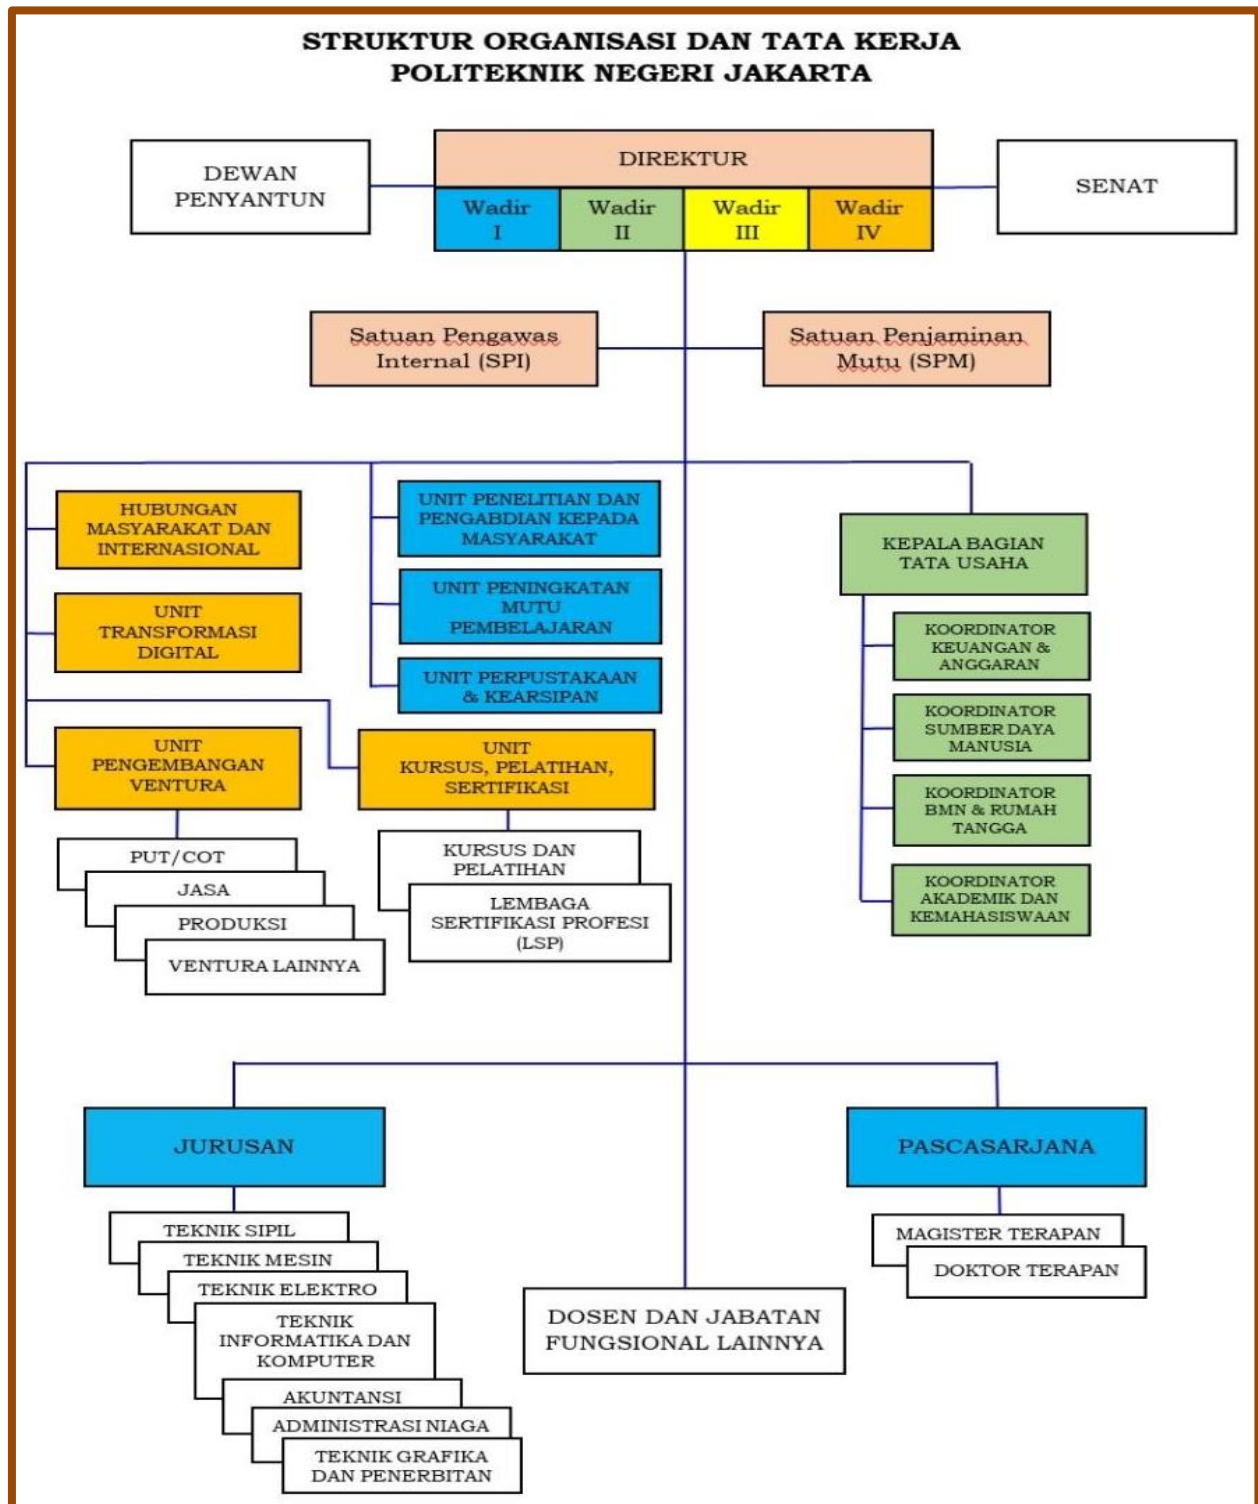 STRUKTUR ORGANISASI DAN TATA KERJA
POLITEKNIK NEGERI JAKARTA
DEWAN
PENYANTUN
DIREKTUR
SENAT
Wadir
I
Wadir
II
Wadir
III
Wadir
IV
Satuan Pengawas
Internal (SPI)
Satuan Penjaminan
Mutu (SPM)
HUBUNGAN
MASYARAKAT DAN
INTERNASIONAL
UNIT
TRANSFORMASI
DIGITAL
UNIT PENELITIAN DAN
PENGABDIAN KEPADA
MASYARAKAT
UNIT PENINGKATAN
MUTU
PEMBELAJARAN
UNIT PERPUSTAKAAN
& KEARSIPAN
UNIT
PENGEMBANGAN
VENTURA
PUT/COT
JASA
PRODUKSI
VENTURA LAINNYA
UNIT
KURSUS, PELATIHAN,
SERTIFIKASI
KURSUS DAN
PELATIHAN
LEMBAGA
SERTIFIKASI PROFESI
(LSP)
KEPALA BAGIAN
TATA USAHA
KOORDINATOR
KEUANGAN &
ANGGARAN
KOORDINATOR
SUMBER DAYA
MANUSIA
KOORDINATOR
BMN & RUMAH
TANGGA
KOORDINATOR
AKADEMIK DAN
KEMAHASISWAAN
JURUSAN
TEKNIK SIPIL
TEKNIK MESIN
TEKNIK ELEKTRO
TEKNIK
INFORMATIKA DAN
KOMPUTER
AKUNTANSI
ADMINISTRASI NIAGA
TEKNIK GRAFIKA
DAN PENERBITAN
DOSEN DAN JABATAN
FUNGSIONAL LAINNYA
PASCASARJANA
MAGISTER TERAPAN
DOKTOR TERAPAN